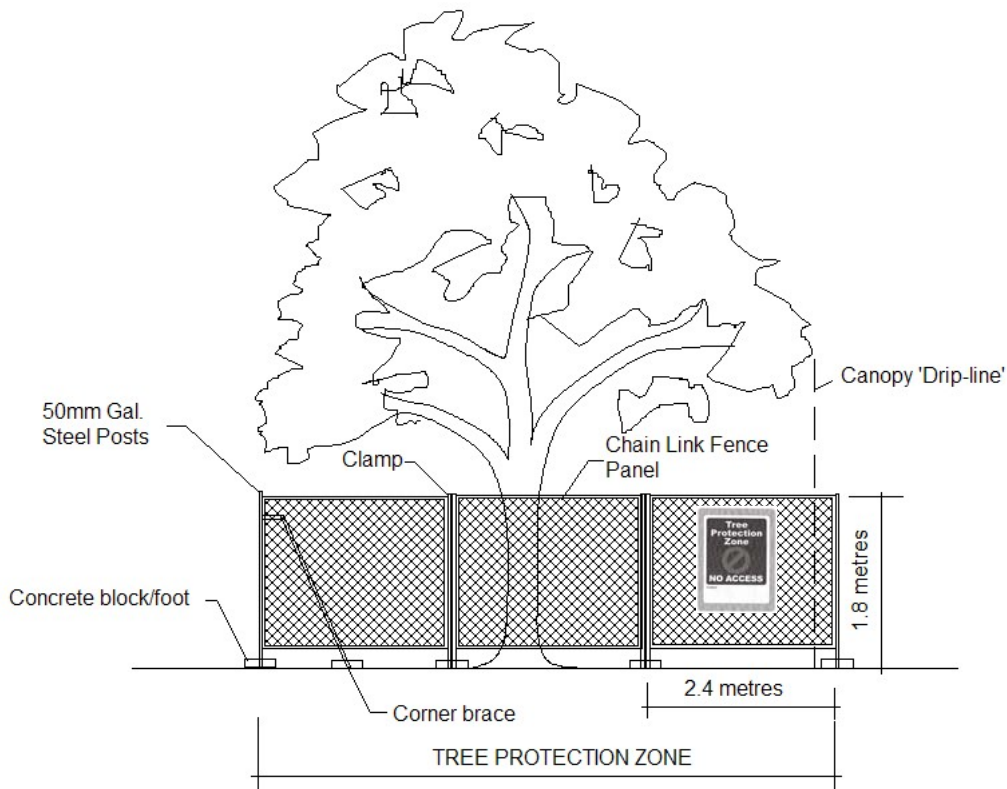 Canopy 'Drip-line'
50mm Gal.
Steel Posts
Clamp
Chain Link Fence
Panel
Tree
Protection
Zone
NO ACCESS
1.8 metres
Concrete block/foot
2.4 metres
Corner brace
TREE PROTECTION ZONE